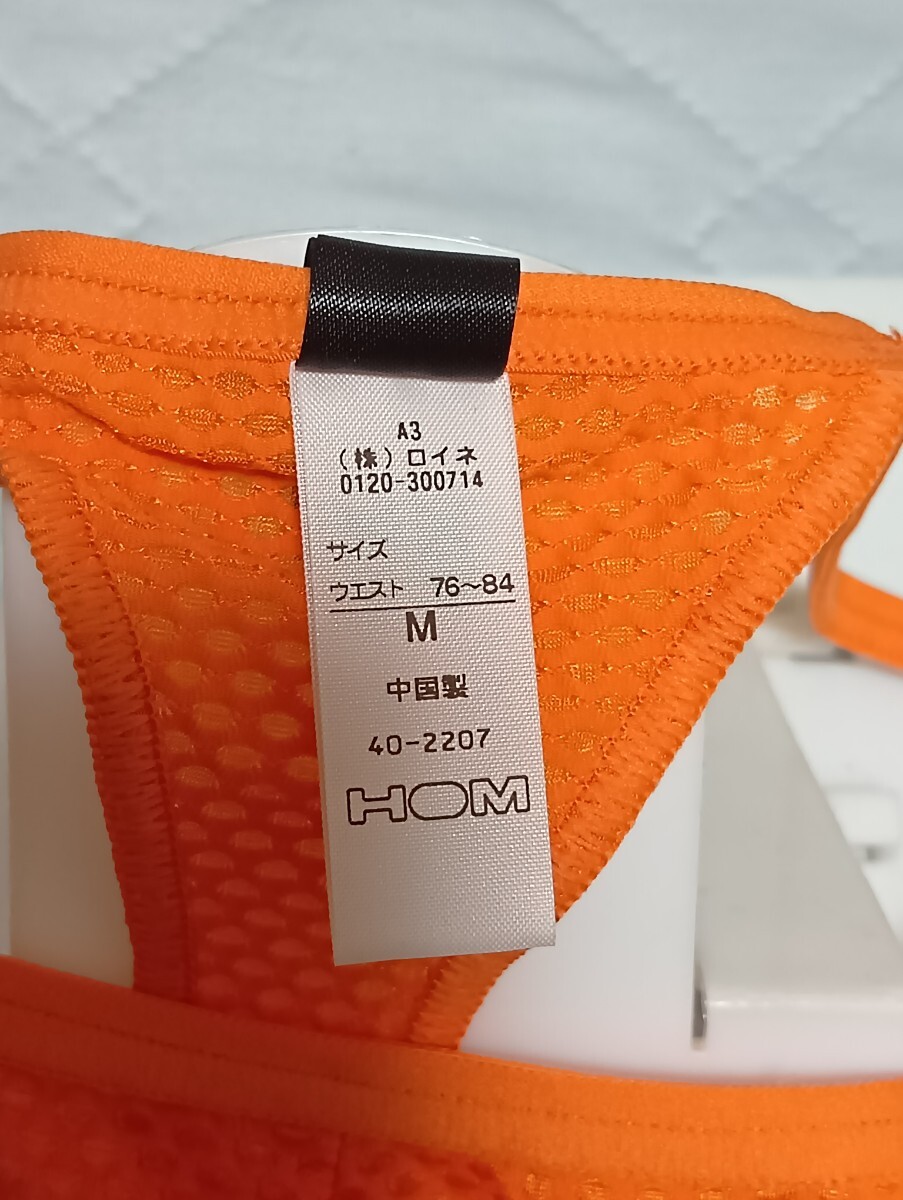 A3
(株)ロイネ
0120-300714
サイズ
ウエスト 76〜84
M
中国製
40-2207
HOM